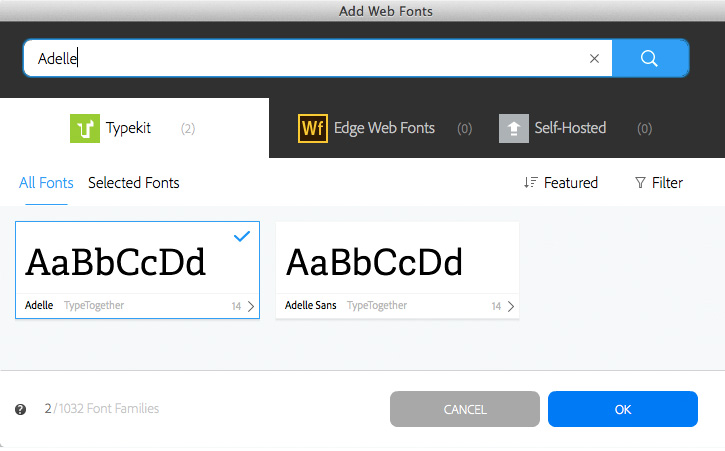 Add Web Fonts
Adelle
Typekit (2) Wf Edge Web Fonts (0) Self-Hosted (0)
All Fonts Selected Fonts Featured Filter
AaBbCcDd AaBbCcDd
Adelle TypeTogether 14 Adelle Sans TypeTogether 14
? 2/1032 Font Families CANCEL OK